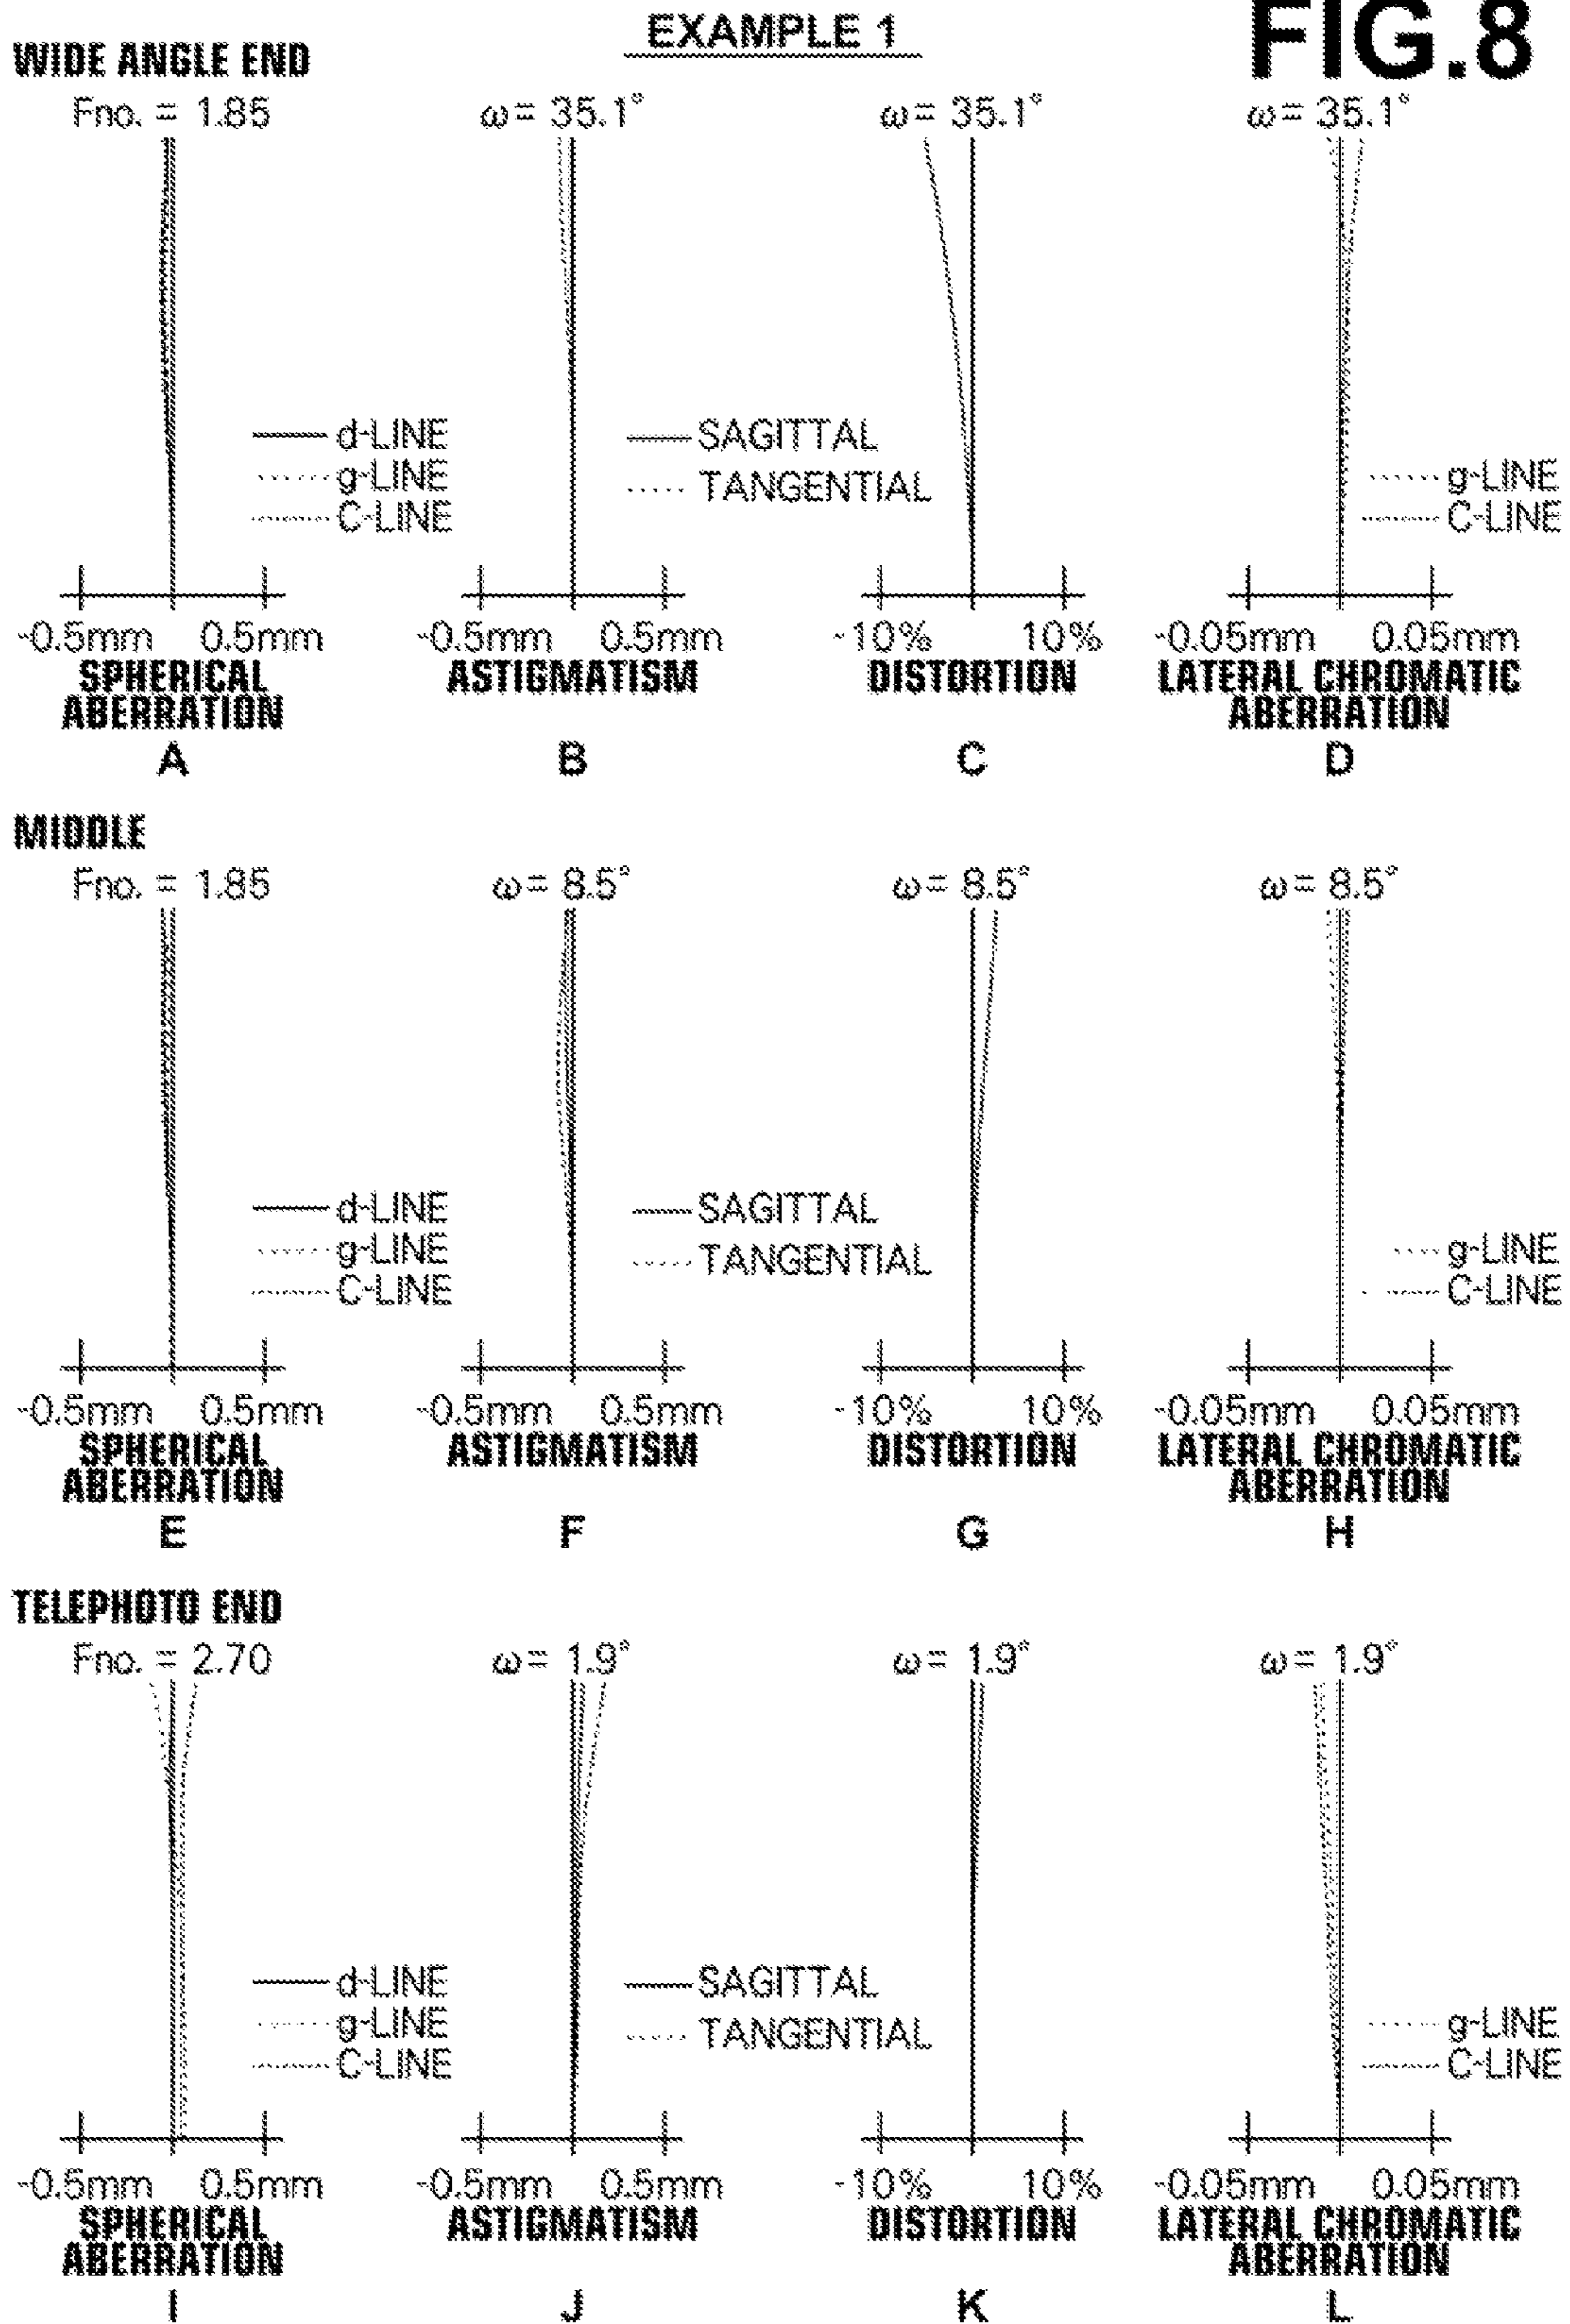 EXAMPLE 1
FIG.8
WIDE ANGLE END
Fno. = 1.85
ω= 35.1°
ω= 35.1°
ω= 35.1°
d-LINE
g-LINE
C-LINE
SAGITTAL
TANGENTIAL
g-LINE
C-LINE
-0.5mm 0.5mm
-0.5mm 0.5mm
-10% 10%
-0.05mm 0.05mm
SPHERICAL
ABERRATION
ASTIGMATISM
DISTORTION
LATERAL CHROMATIC
ABERRATION
A
B
C
D
MIDDLE
Fno. = 1.85
ω= 8.5°
ω= 8.5°
ω= 8.5°
d-LINE
g-LINE
C-LINE
SAGITTAL
TANGENTIAL
g-LINE
C-LINE
-0.5mm 0.5mm
-0.5mm 0.5mm
-10% 10%
-0.05mm 0.05mm
SPHERICAL
ABERRATION
ASTIGMATISM
DISTORTION
LATERAL CHROMATIC
ABERRATION
E
F
G
H
TELEPHOTO END
Fno. = 2.70
ω= 1.9°
ω= 1.9°
ω= 1.9°
d-LINE
g-LINE
C-LINE
SAGITTAL
TANGENTIAL
g-LINE
C-LINE
-0.5mm 0.5mm
-0.5mm 0.5mm
-10% 10%
-0.05mm 0.05mm
SPHERICAL
ABERRATION
ASTIGMATISM
DISTORTION
LATERAL CHROMATIC
ABERRATION
I
J
K
L